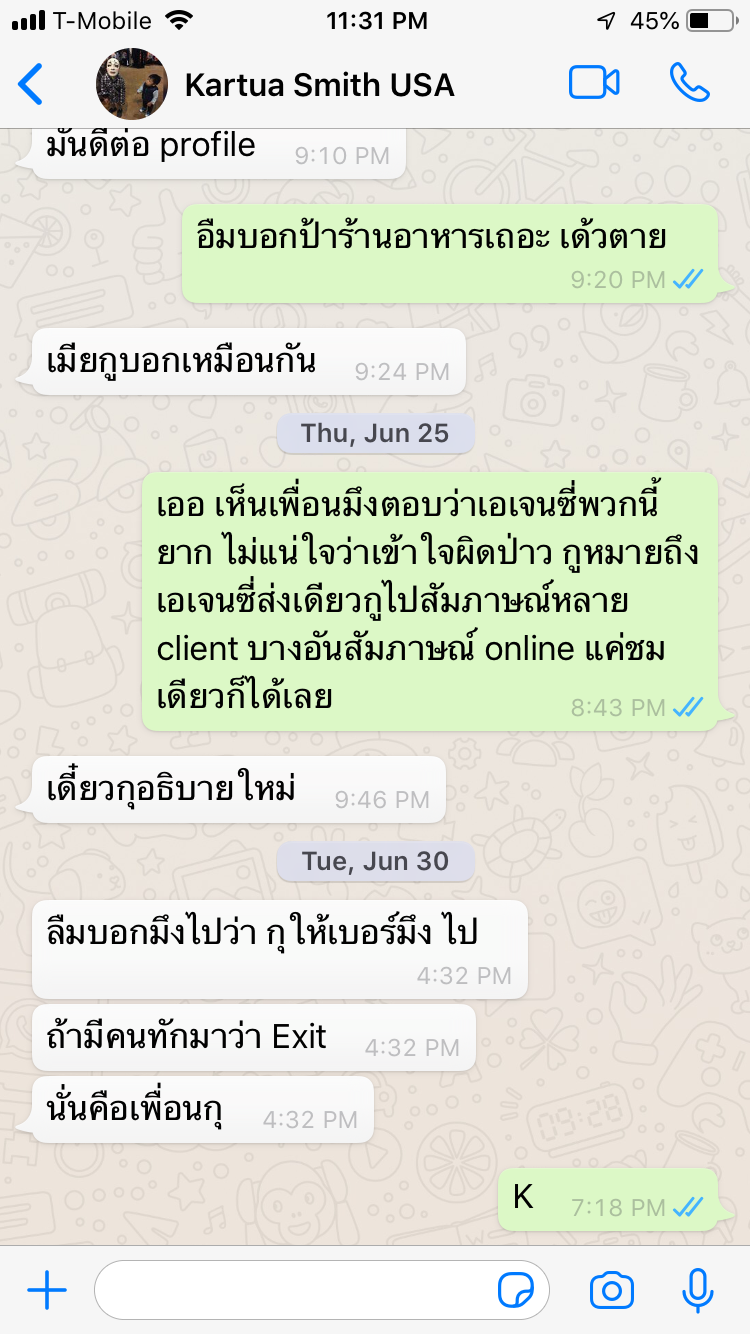 T-Mobile 11:31 PM 45%
Kartua Smith USA
มันดีต่อ profile 9:10 PM
อืมบอกป้าร้านอาหารเถอะ เด้วตาย
9:20 PM
เมียกูบอกเหมือนกัน 9:24 PM
Thu, Jun 25
เออ เห็นเพื่อนมึงตอบว่าเอเจนซี่พวกนี้
ยาก ไม่แน่ใจว่าเข้าใจผิดป่าว กูหมายถึง
เอเจนซี่ส่งเดียวกูไปสัมภาษณ์หลาย
client บางอันสัมภาษณ์ online แค่ชม
เดียวก็ได้เลย 8:43 PM
เดี๋ยวกุอธิบายใหม่ 9:46 PM
Tue, Jun 30
ลืมบอกมึงไปว่า กุให้เบอร์มึง ไป
4:32 PM
ถ้ามีคนทักมาว่า Exit 4:32 PM
นั่นคือเพื่อนกุ 4:32 PM
K 7:18 PM